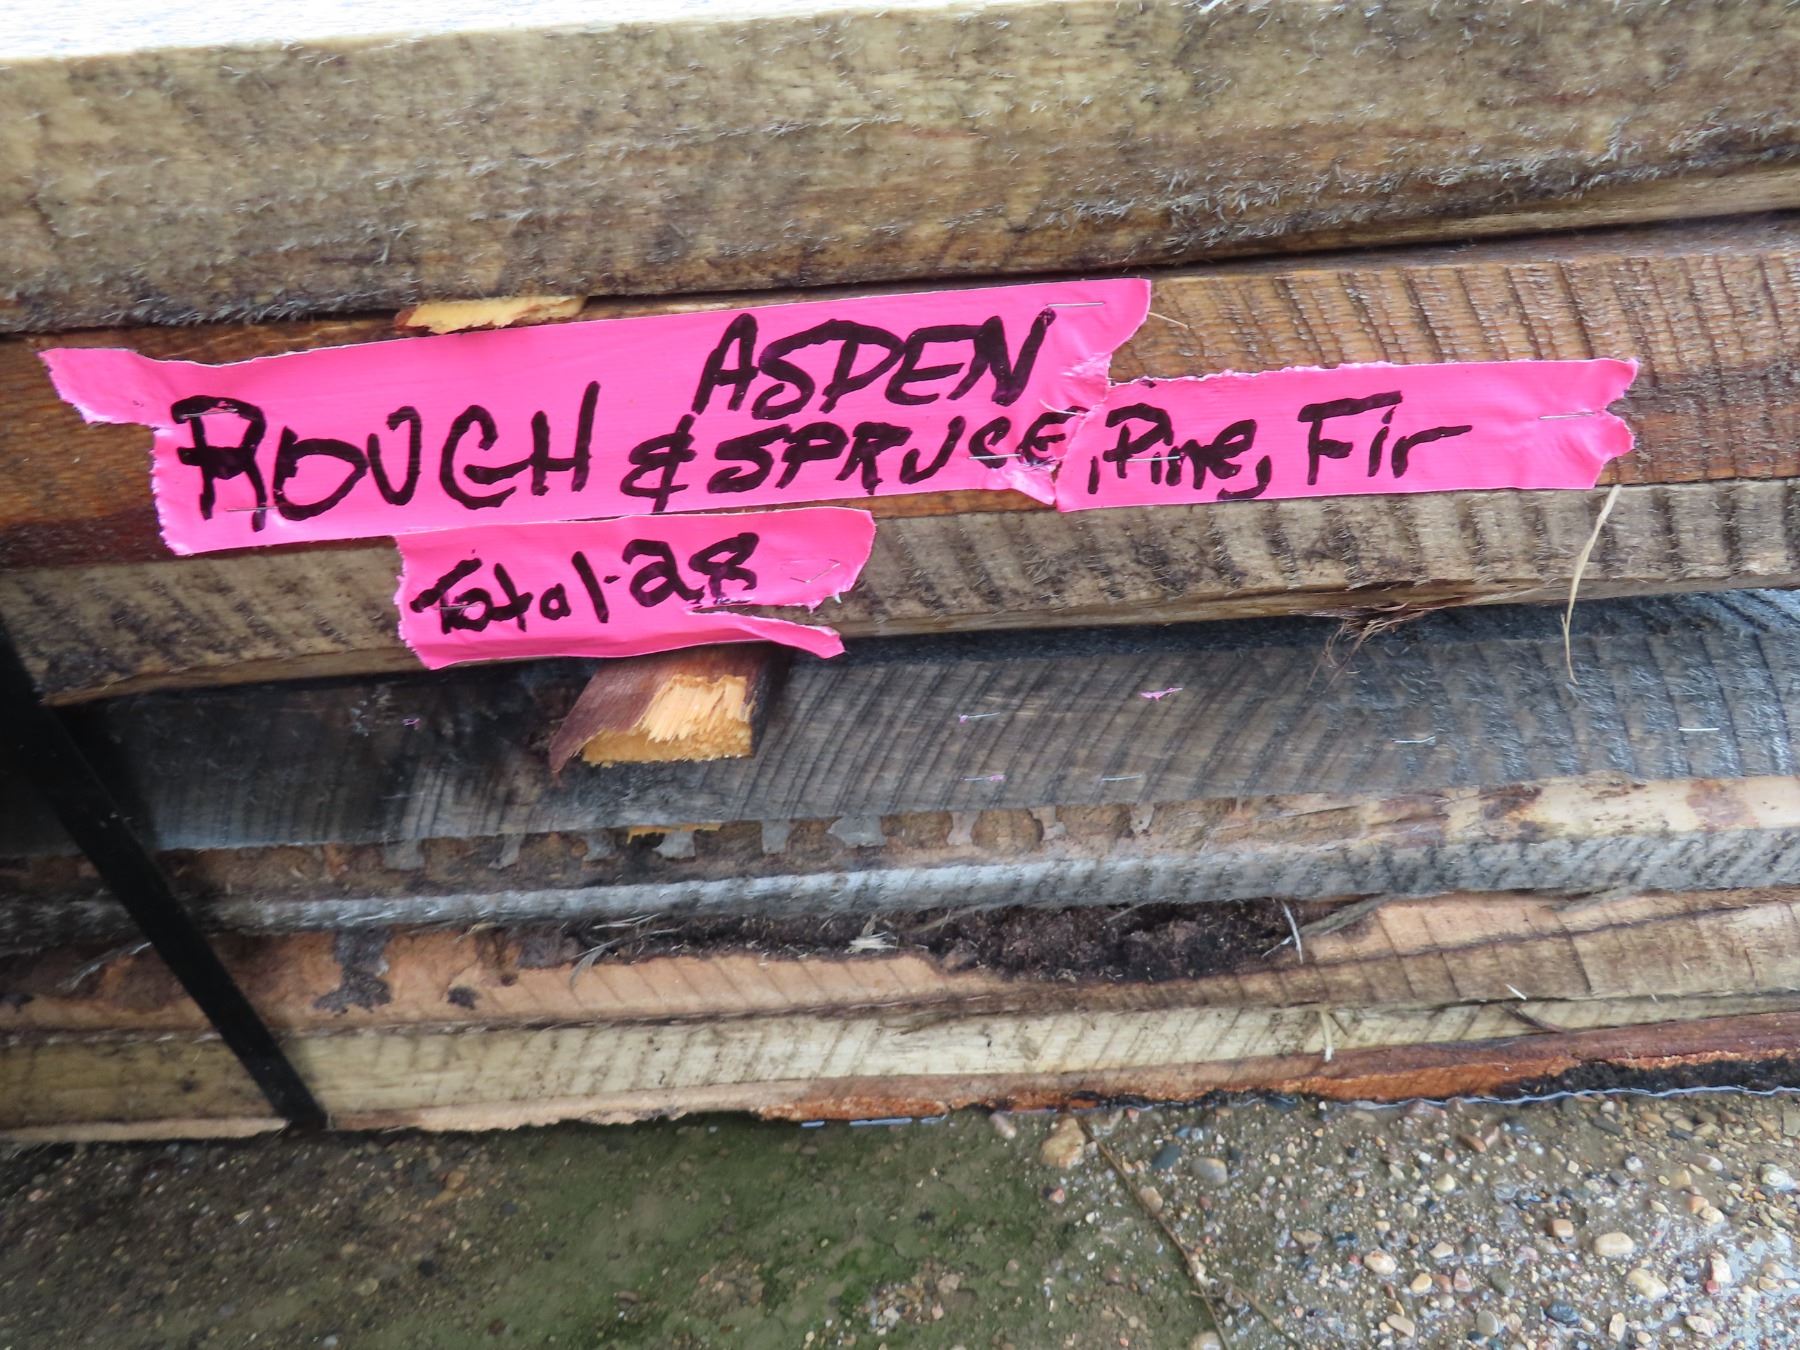 ROUGH ASPEN
& SPRUCE, Pine, Fir
Total-28